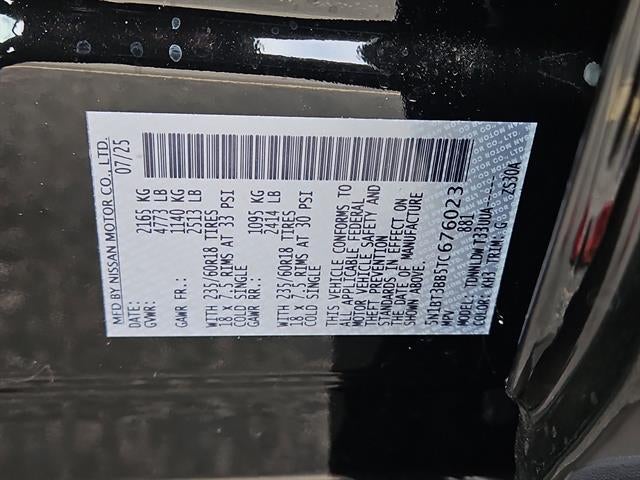 MFD BY NISSAN MOTOR CO., LTD.
07/25
GVWR: 2165 KG
4773 LB
GAWR FR: 1140 KG
2513 LB
WITH 235/60R18 TIRES
18 X 7.5 RIMS AT 33 PSI
COLD SINGLE
GAWR RR: 1095 KG
2414 LB
WITH 235/60R18 TIRES
18 X 7.5 RIMS AT 30 PSI
COLD SINGLE
THIS VEHICLE CONFORMS
TO ALL APPLICABLE FEDERAL
MOTOR VEHICLE SAFETY AND
THEFT PREVENTION
STANDARDS IN EFFECT ON
THE DATE OF MANUFACTURE
SHOWN ABOVE.
5N1BT3BB5TC676023
MPV 881
MODEL: TDNNLDW T33UUA
COLOR: KH3 TRIM: G
ZS30A